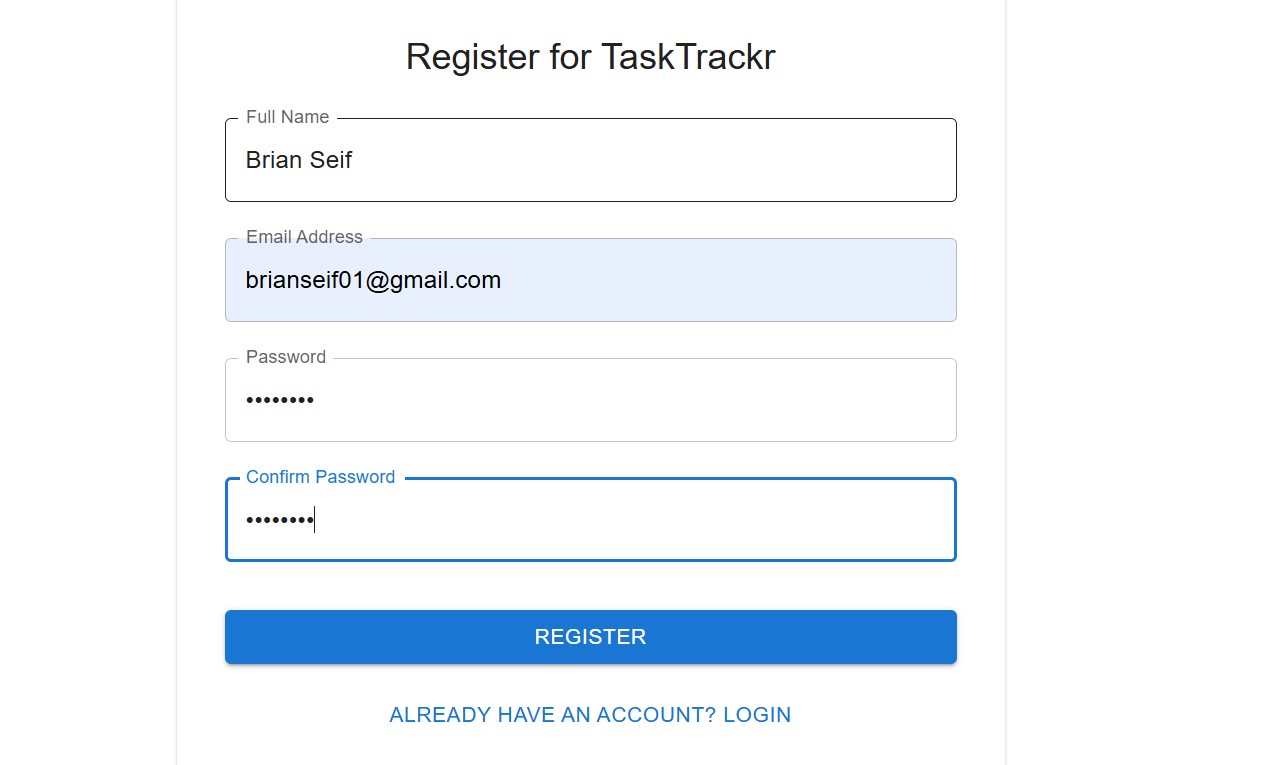 Register for TaskTrackr
Full Name
Brian Seif
Email Address
brianseif01@gmail.com
Password
••••••••
Confirm Password
••••••••
REGISTER
ALREADY HAVE AN ACCOUNT? LOGIN